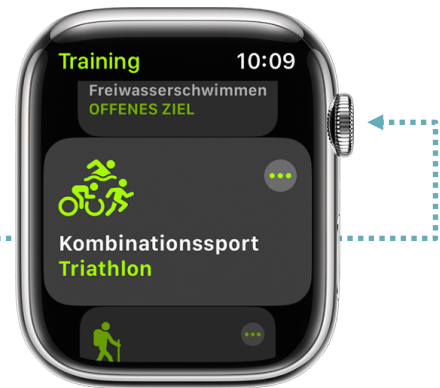 Training 10:09
Freiwasserschwimmen
OFFENES ZIEL
Kombinationssport
Triathlon